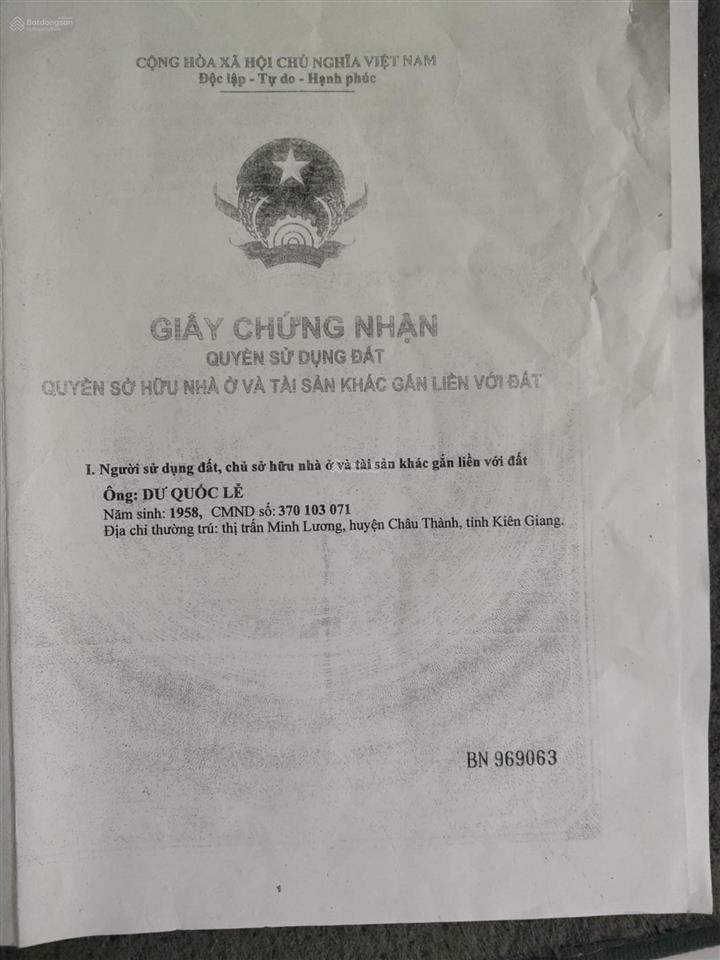 Batdongsan
CỘNG HÒA XÃ HỘI CHỦ NGHĨA VIỆT NAM
Độc lập - Tự do - Hạnh phúc
GIẤY CHỨNG NHẬN
QUYỀN SỬ DỤNG ĐẤT
QUYỀN SỞ HỮU NHÀ Ở VÀ TÀI SẢN KHÁC GẮN LIỀN VỚI ĐẤT
I. Người sử dụng đất, chủ sở hữu nhà ở và tài sản khác gắn liền với đất
Ông: DƯ QUỐC LỄ
Năm sinh: 1958, CMND số: 370 103 071
Địa chỉ thường trú: thị trấn Minh Lương, huyện Châu Thành, tỉnh Kiên Giang.
BN 969063
1